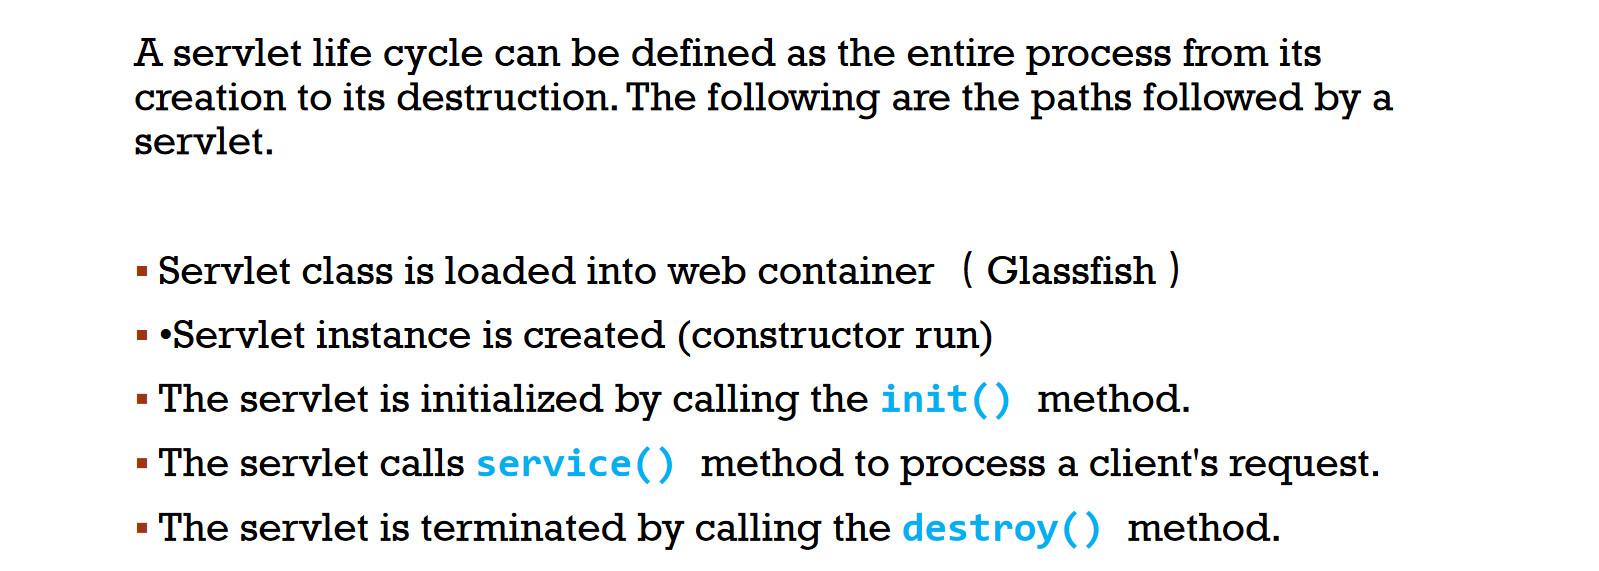 A servlet life cycle can be defined as the entire process from its
creation to its destruction. The following are the paths followed by a
servlet.
▪ Servlet class is loaded into web container ( Glassfish )
▪ •Servlet instance is created (constructor run)
▪ The servlet is initialized by calling the init() method.
▪ The servlet calls service() method to process a client's request.
▪ The servlet is terminated by calling the destroy() method.